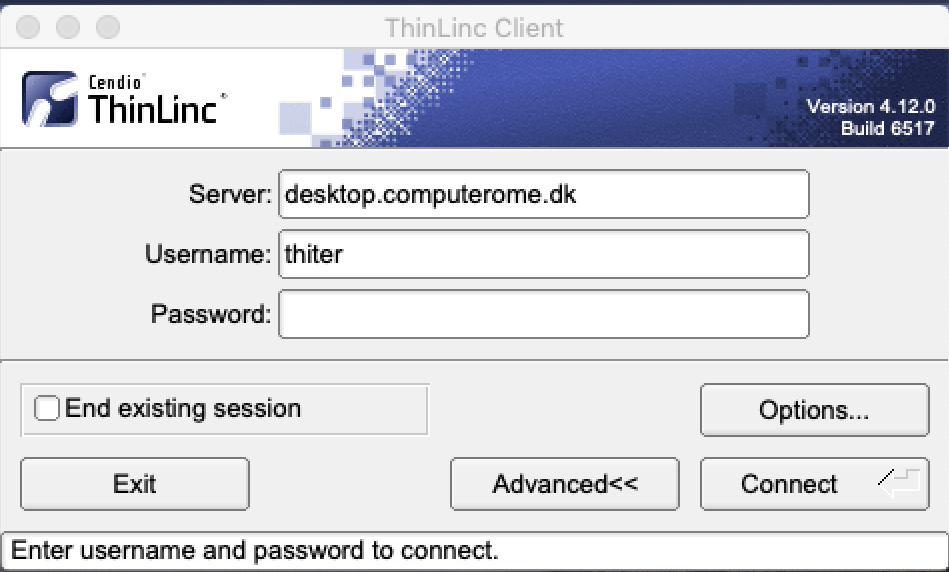 ThinLinc Client
Cendio®
ThinLinc®
Version 4.12.0
Build 6517
Server: desktop.computerome.dk
Username: thiter
Password:
End existing session
Options...
Exit
Advanced<<
Connect
Enter username and password to connect.